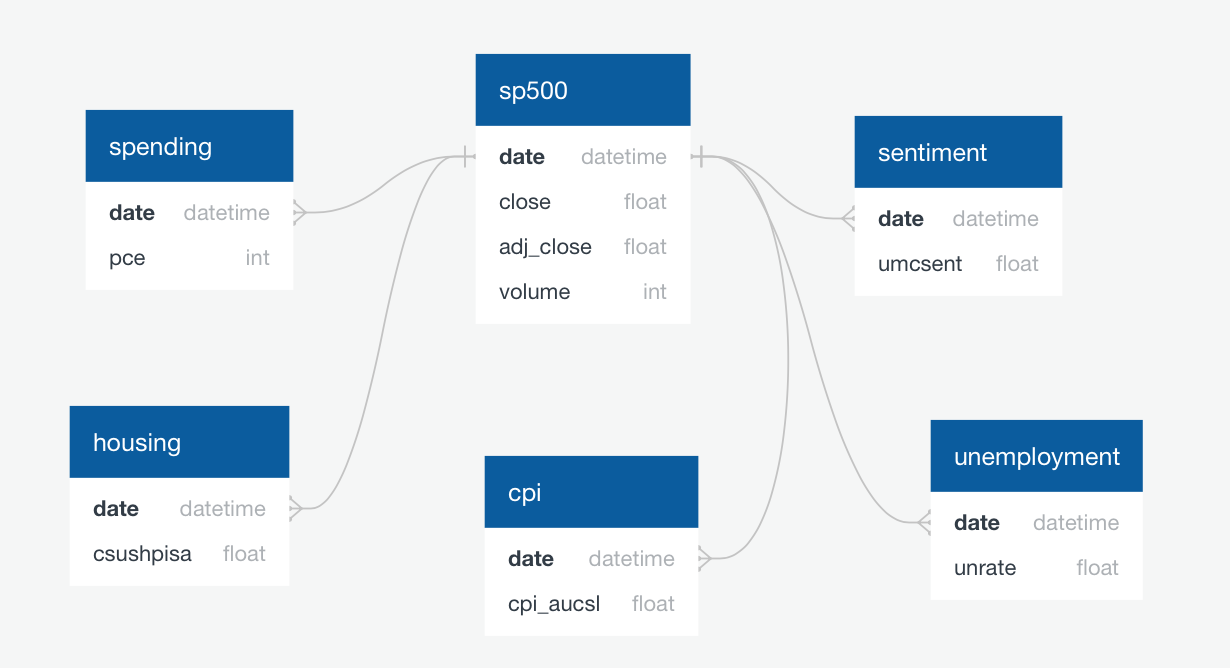 sp500
date datetime
close float
adj_close float
volume int
spending
date datetime
pce int
sentiment
date datetime
umcsent float
housing
date datetime
csushpisa float
cpi
date datetime
cpi_aucsl float
unemployment
date datetime
unrate float